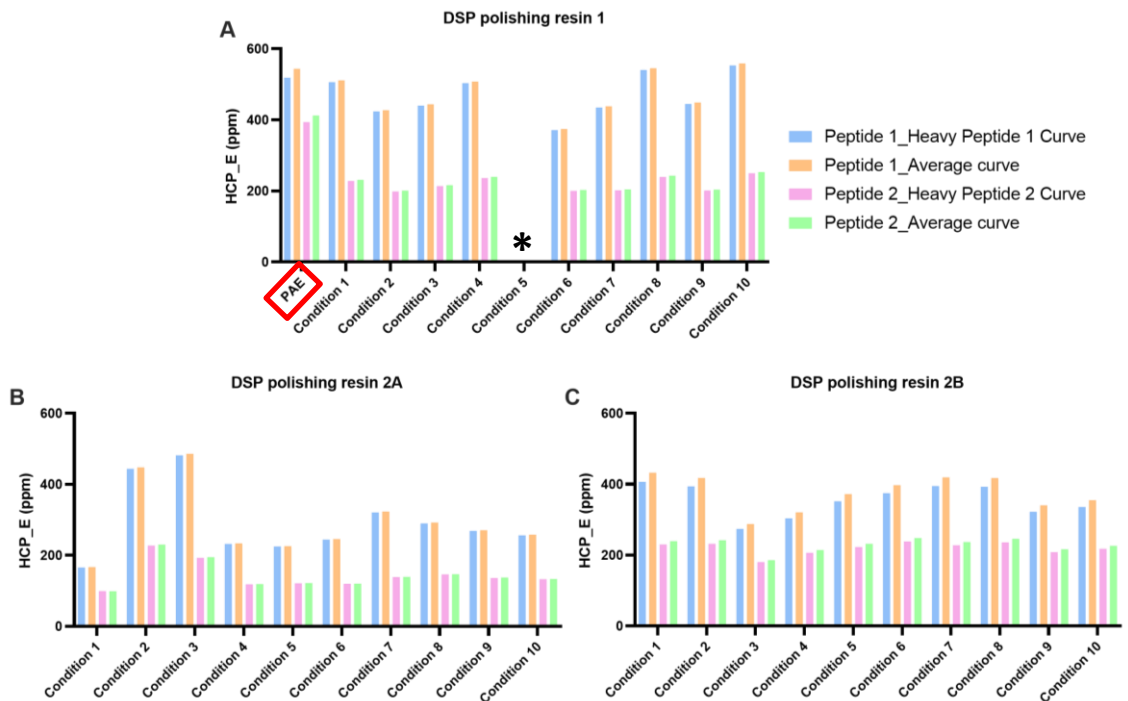 DSP polishing resin 1
A
600
400
200
0
HCP_E (ppm)
*
PAE
Condition 1
Condition 2
Condition 3
Condition 4
Condition 5
Condition 6
Condition 7
Condition 8
Condition 9
Condition 10
Peptide 1_Heavy Peptide 1 Curve
Peptide 1_Average curve
Peptide 2_Heavy Peptide 2 Curve
Peptide 2_Average curve
DSP polishing resin 2A
B
600
400
200
0
HCP_E (ppm)
Condition 1
Condition 2
Condition 3
Condition 4
Condition 5
Condition 6
Condition 7
Condition 8
Condition 9
Condition 10
DSP polishing resin 2B
C
600
400
200
0
HCP_E (ppm)
Condition 1
Condition 2
Condition 3
Condition 4
Condition 5
Condition 6
Condition 7
Condition 8
Condition 9
Condition 10